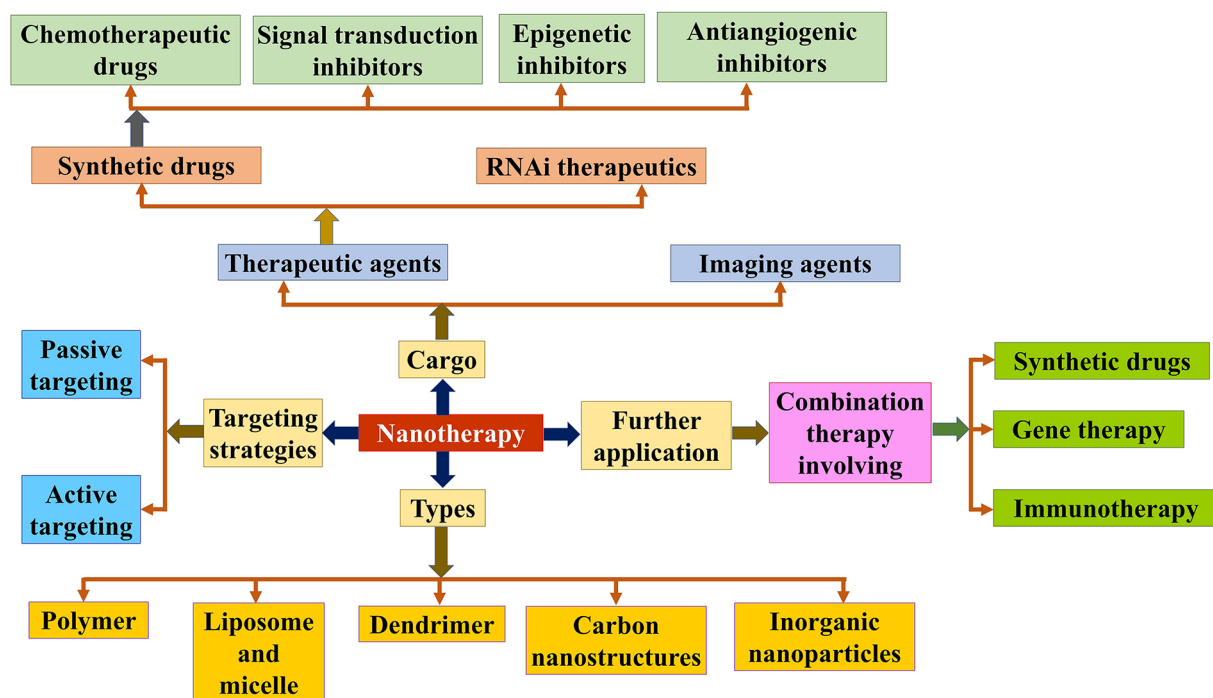 Chemotherapeutic
drugs
Signal transduction
inhibitors
Epigenetic
inhibitors
Antiangiogenic
inhibitors
Synthetic drugs
RNAi therapeutics
Therapeutic agents
Imaging agents
Cargo
Passive
targeting
Active
targeting
Targeting
strategies
Nanotherapy
Further
application
Combination
therapy
involving
Synthetic drugs
Gene therapy
Immunotherapy
Types
Polymer
Liposome
and
micelle
Dendrimer
Carbon
nanostructures
Inorganic
nanoparticles